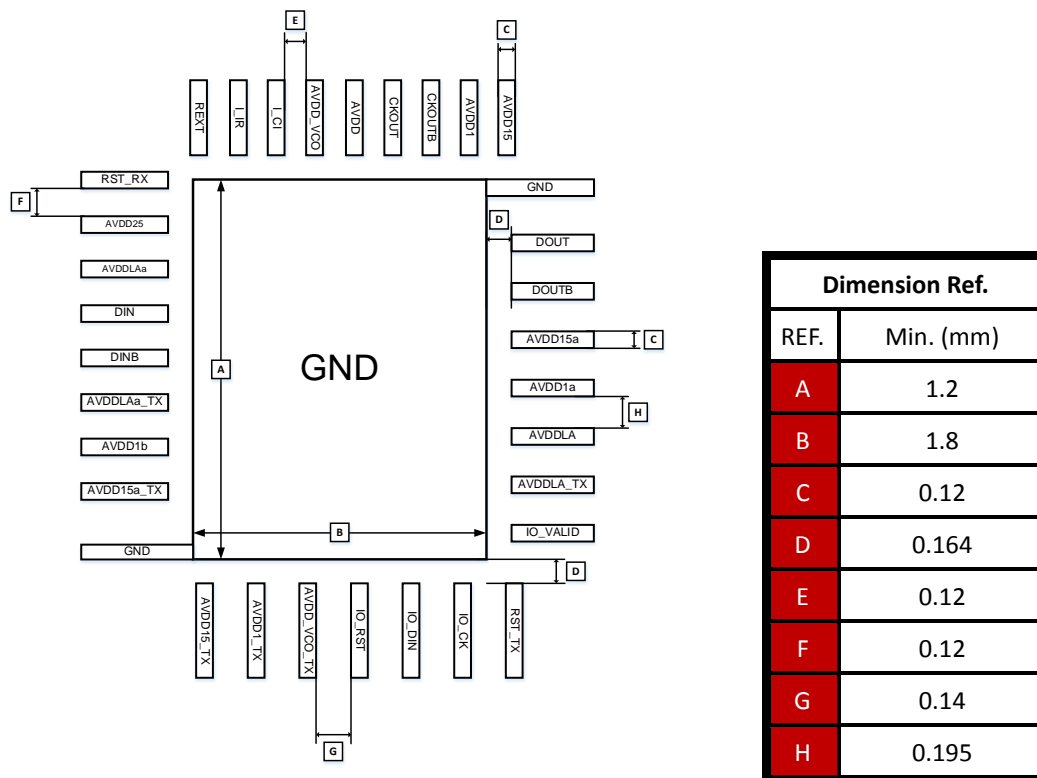 E
C
REXT
I_IR
I_CI
AVDD_VCO
AVDD
CKOUT
CKOUTB
AVDD1
AVDD15
RST_RX
F
AVDD25
AVDDLAa
DIN
DINB
AVDDLAa_TX
AVDD1b
AVDD15a_TX
GND
GND
A
B
GND
D
DOUT
DOUTB
AVDD15a
C
AVDD1a
H
AVDDLA
AVDDLA_TX
IO_VALID
D
AVDD15_TX
AVDD1_TX
AVDD_VCO_TX
IO_RST
IO_DIN
IO_CK
RST_TX
G
Dimension Ref.
REF. Min. (mm)
A 1.2
B 1.8
C 0.12
D 0.164
E 0.12
F 0.12
G 0.14
H 0.195